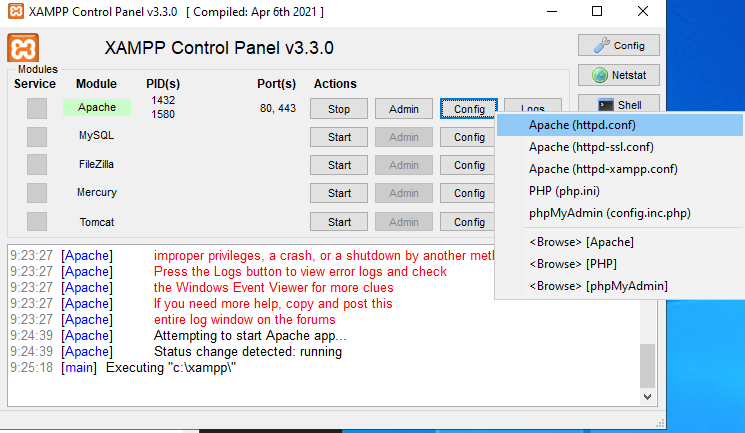 XAMPP Control Panel v3.3.0 [ Compiled: Apr 6th 2021 ]
XAMPP Control Panel v3.3.0
Config
Modules
Service Module PID(s) Port(s) Actions
Netstat
Apache 1432 1580 80, 443 Stop Admin Config Logs
Shell
MySQL Start Admin Config
FileZilla Start Admin Config
Mercury Start Admin Config
Tomcat Start Admin Config
Apache (httpd.conf)
Apache (httpd-ssl.conf)
Apache (httpd-xampp.conf)
PHP (php.ini)
phpMyAdmin (config.inc.php)
<Browse> [Apache]
<Browse> [PHP]
<Browse> [phpMyAdmin]
9:23:27 [Apache] improper privileges, a crash, or a shutdown by another
9:23:27 [Apache] Press the Logs button to view error logs and check
9:23:27 [Apache] the Windows Event Viewer for more clues
9:23:27 [Apache] If you need more help, copy and post this
9:23:27 [Apache] entire log window on the forums
9:24:39 [Apache] Attempting to start Apache app...
9:24:39 [Apache] Status change detected: running
9:25:18 [main] Executing "c:\xampp\"